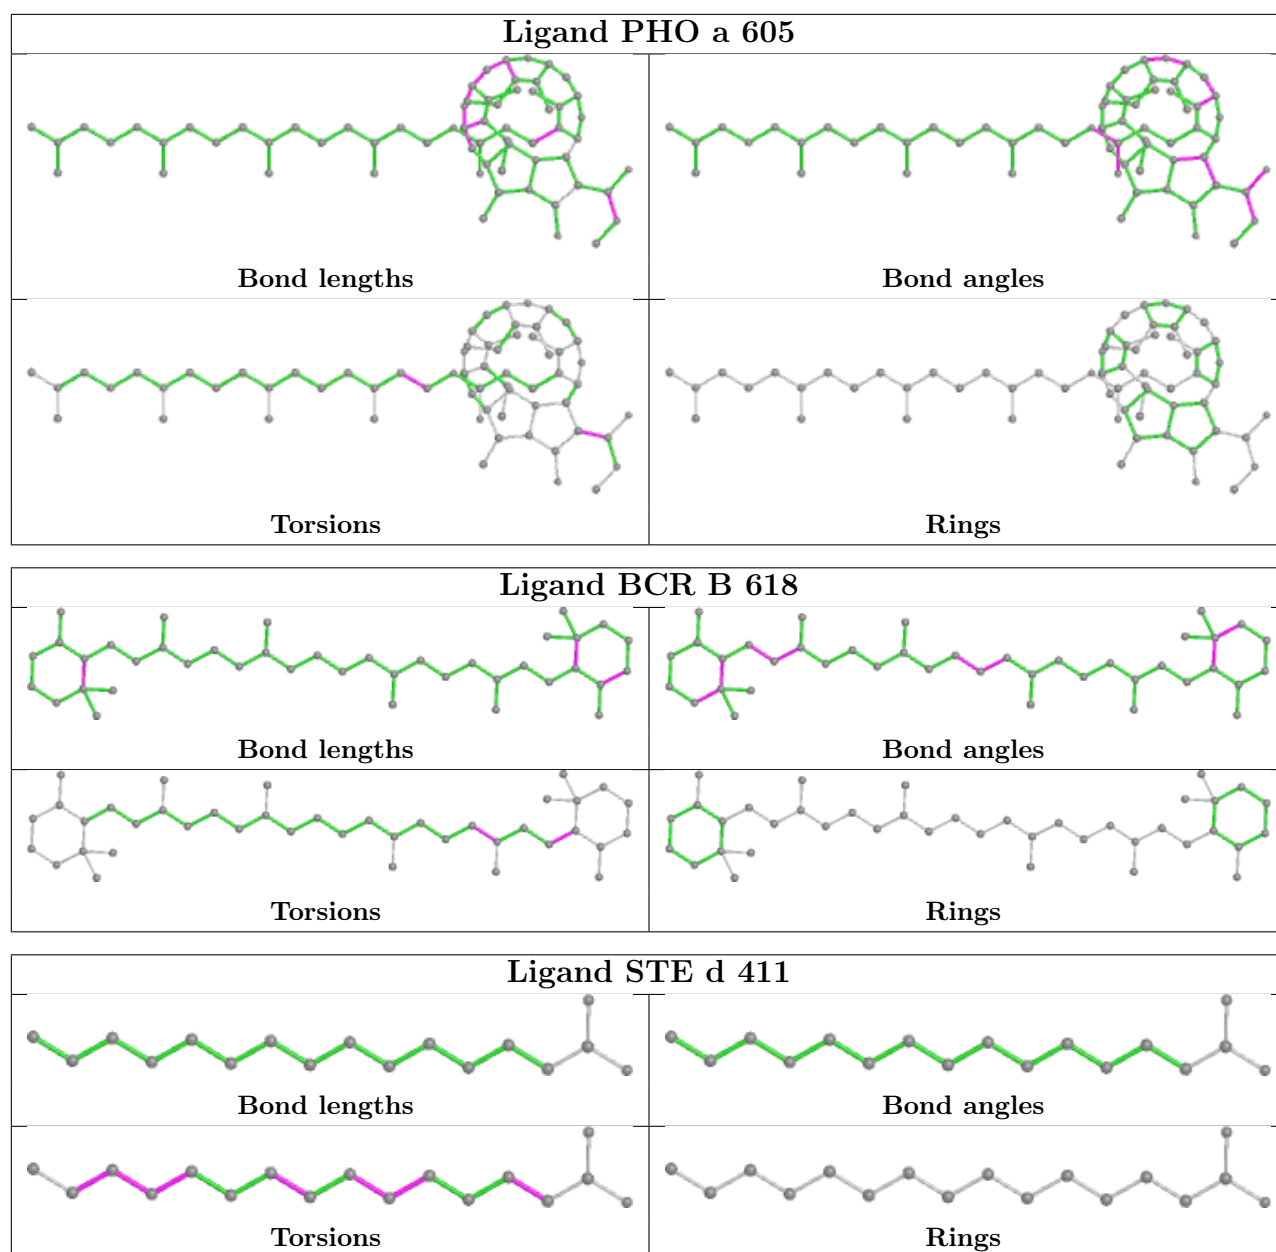 Ligand PHO a 605
Bond lengths
Bond angles
Torsions
Rings
Ligand BCR B 618
Bond lengths
Bond angles
Torsions
Rings
Ligand STE d 411
Bond lengths
Bond angles
Torsions
Rings